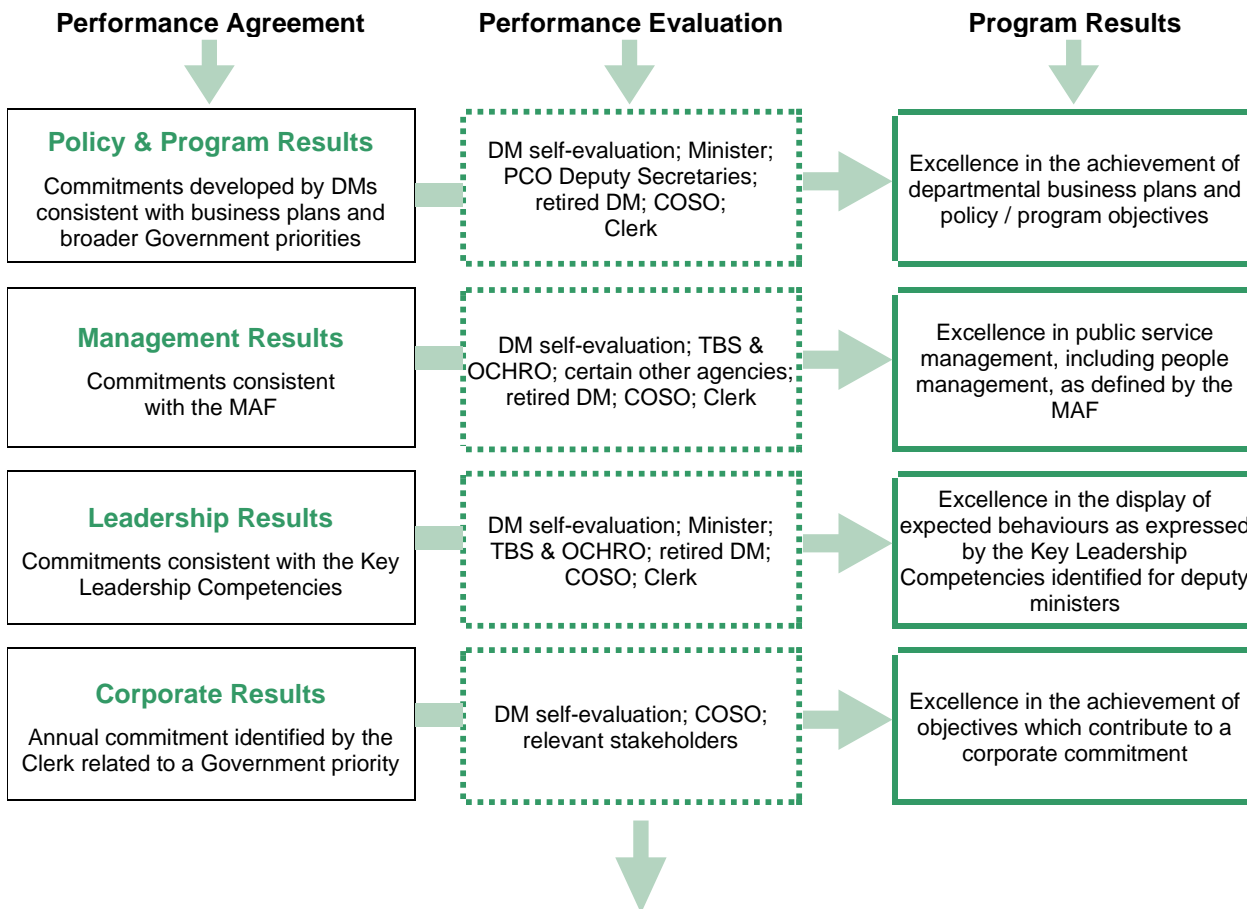 Performance Agreement
Performance Evaluation
Program Results
Policy & Program Results
Commitments developed by DMs
consistent with business plans and
broader Government priorities
DM self-evaluation; Minister;
PCO Deputy Secretaries;
retired DM; COSO;
Clerk
Excellence in the achievement of
departmental business plans and
policy / program objectives
Management Results
Commitments consistent
with the MAF
DM self-evaluation; TBS &
OCHRO; certain other agencies;
retired DM; COSO; Clerk
Excellence in public service
management, including people
management, as defined by the
MAF
Leadership Results
Commitments consistent with the Key
Leadership Competencies
DM self-evaluation; Minister;
TBS & OCHRO; retired DM;
COSO; Clerk
Excellence in the display of
expected behaviours as expressed
by the Key Leadership
Competencies identified for deputy
ministers
Corporate Results
Annual commitment identified by the
Clerk related to a Government priority
DM self-evaluation; COSO;
relevant stakeholders
Excellence in the achievement of
objectives which contribute to a
corporate commitment